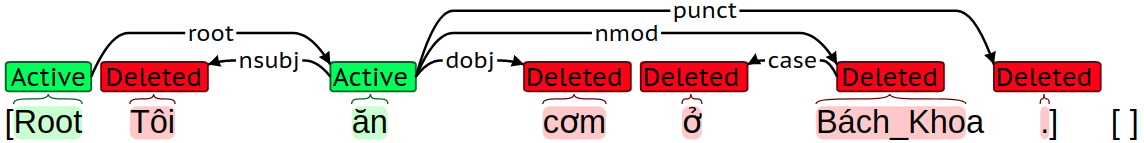 punct
root nmod
nsubj dobj case
Active Deleted Active Deleted Deleted Deleted Deleted
[Root Tôi ăn cơm ở Bách_Khoa .] [ ]